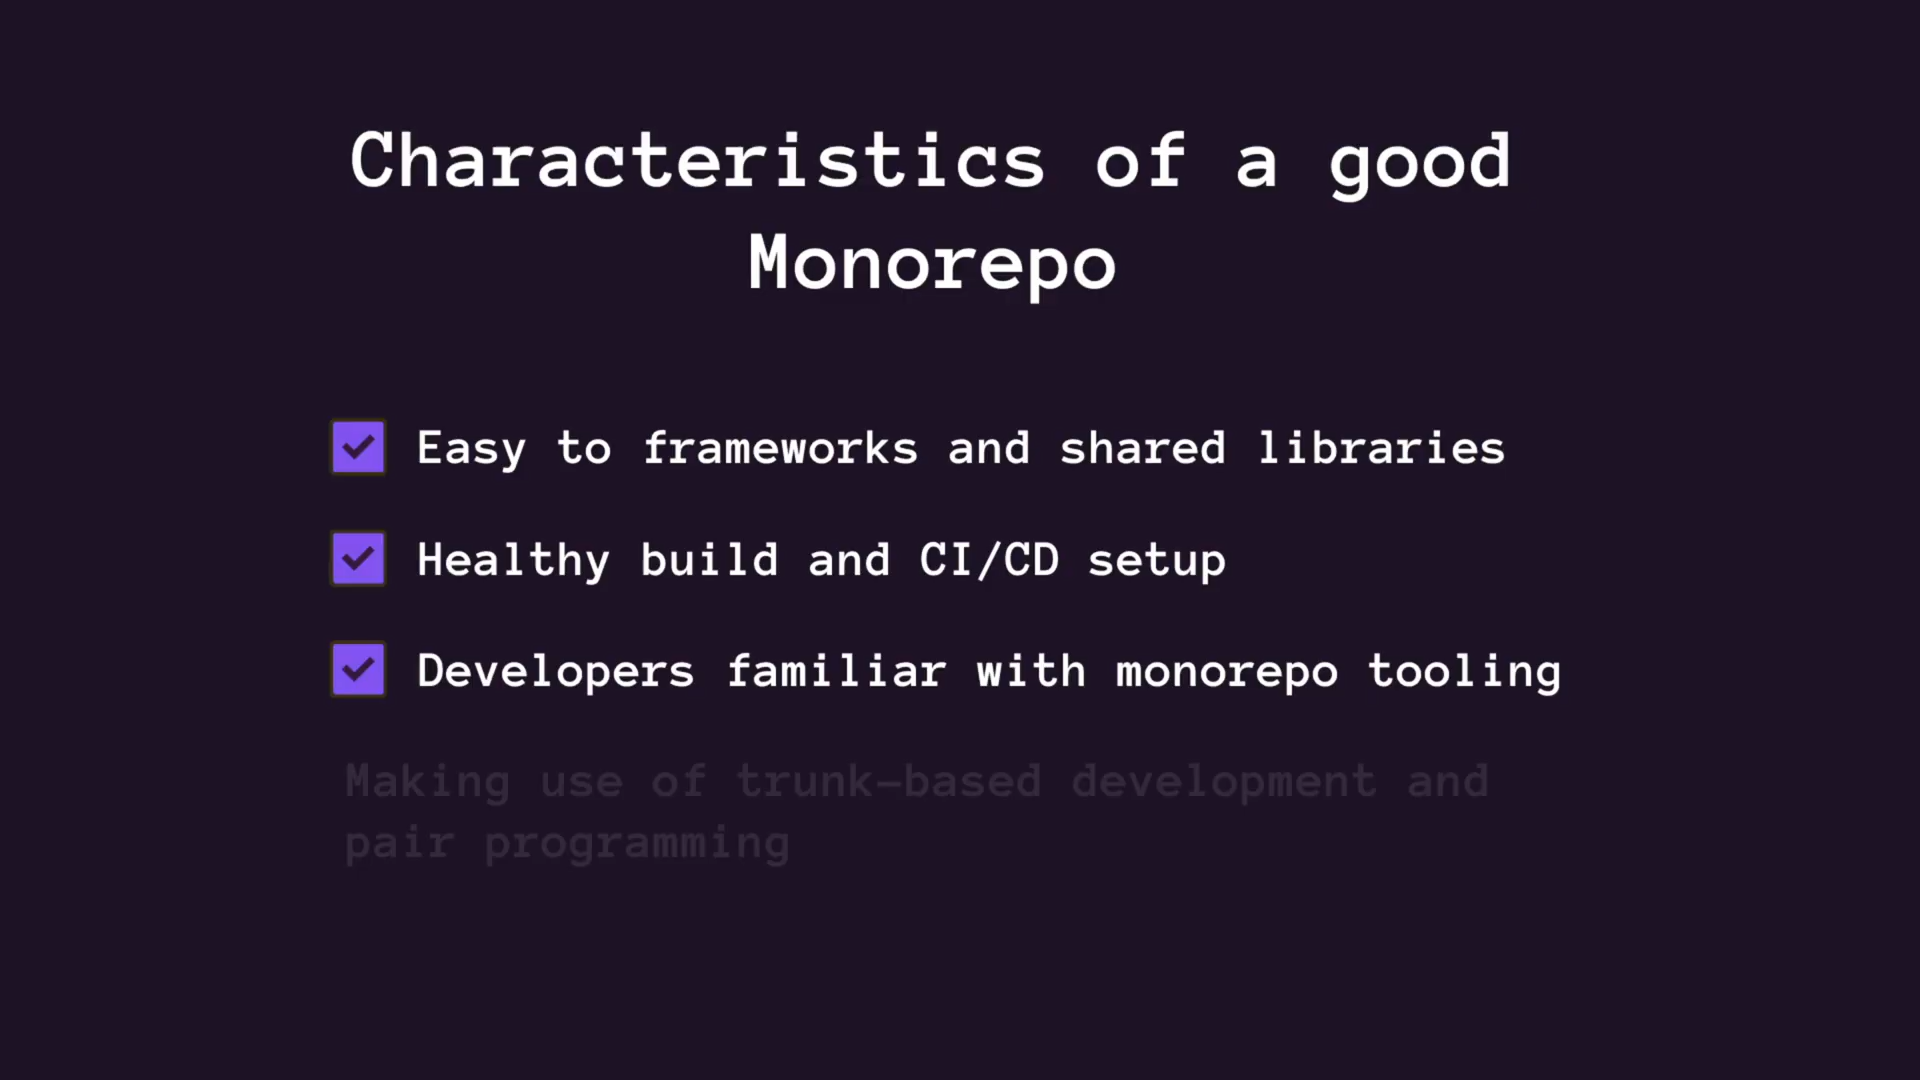 Characteristics of a good
Monorepo
Easy to frameworks and shared libraries
Healthy build and CI/CD setup
Developers familiar with monorepo tooling
Making use of trunk-based development and
pair programming